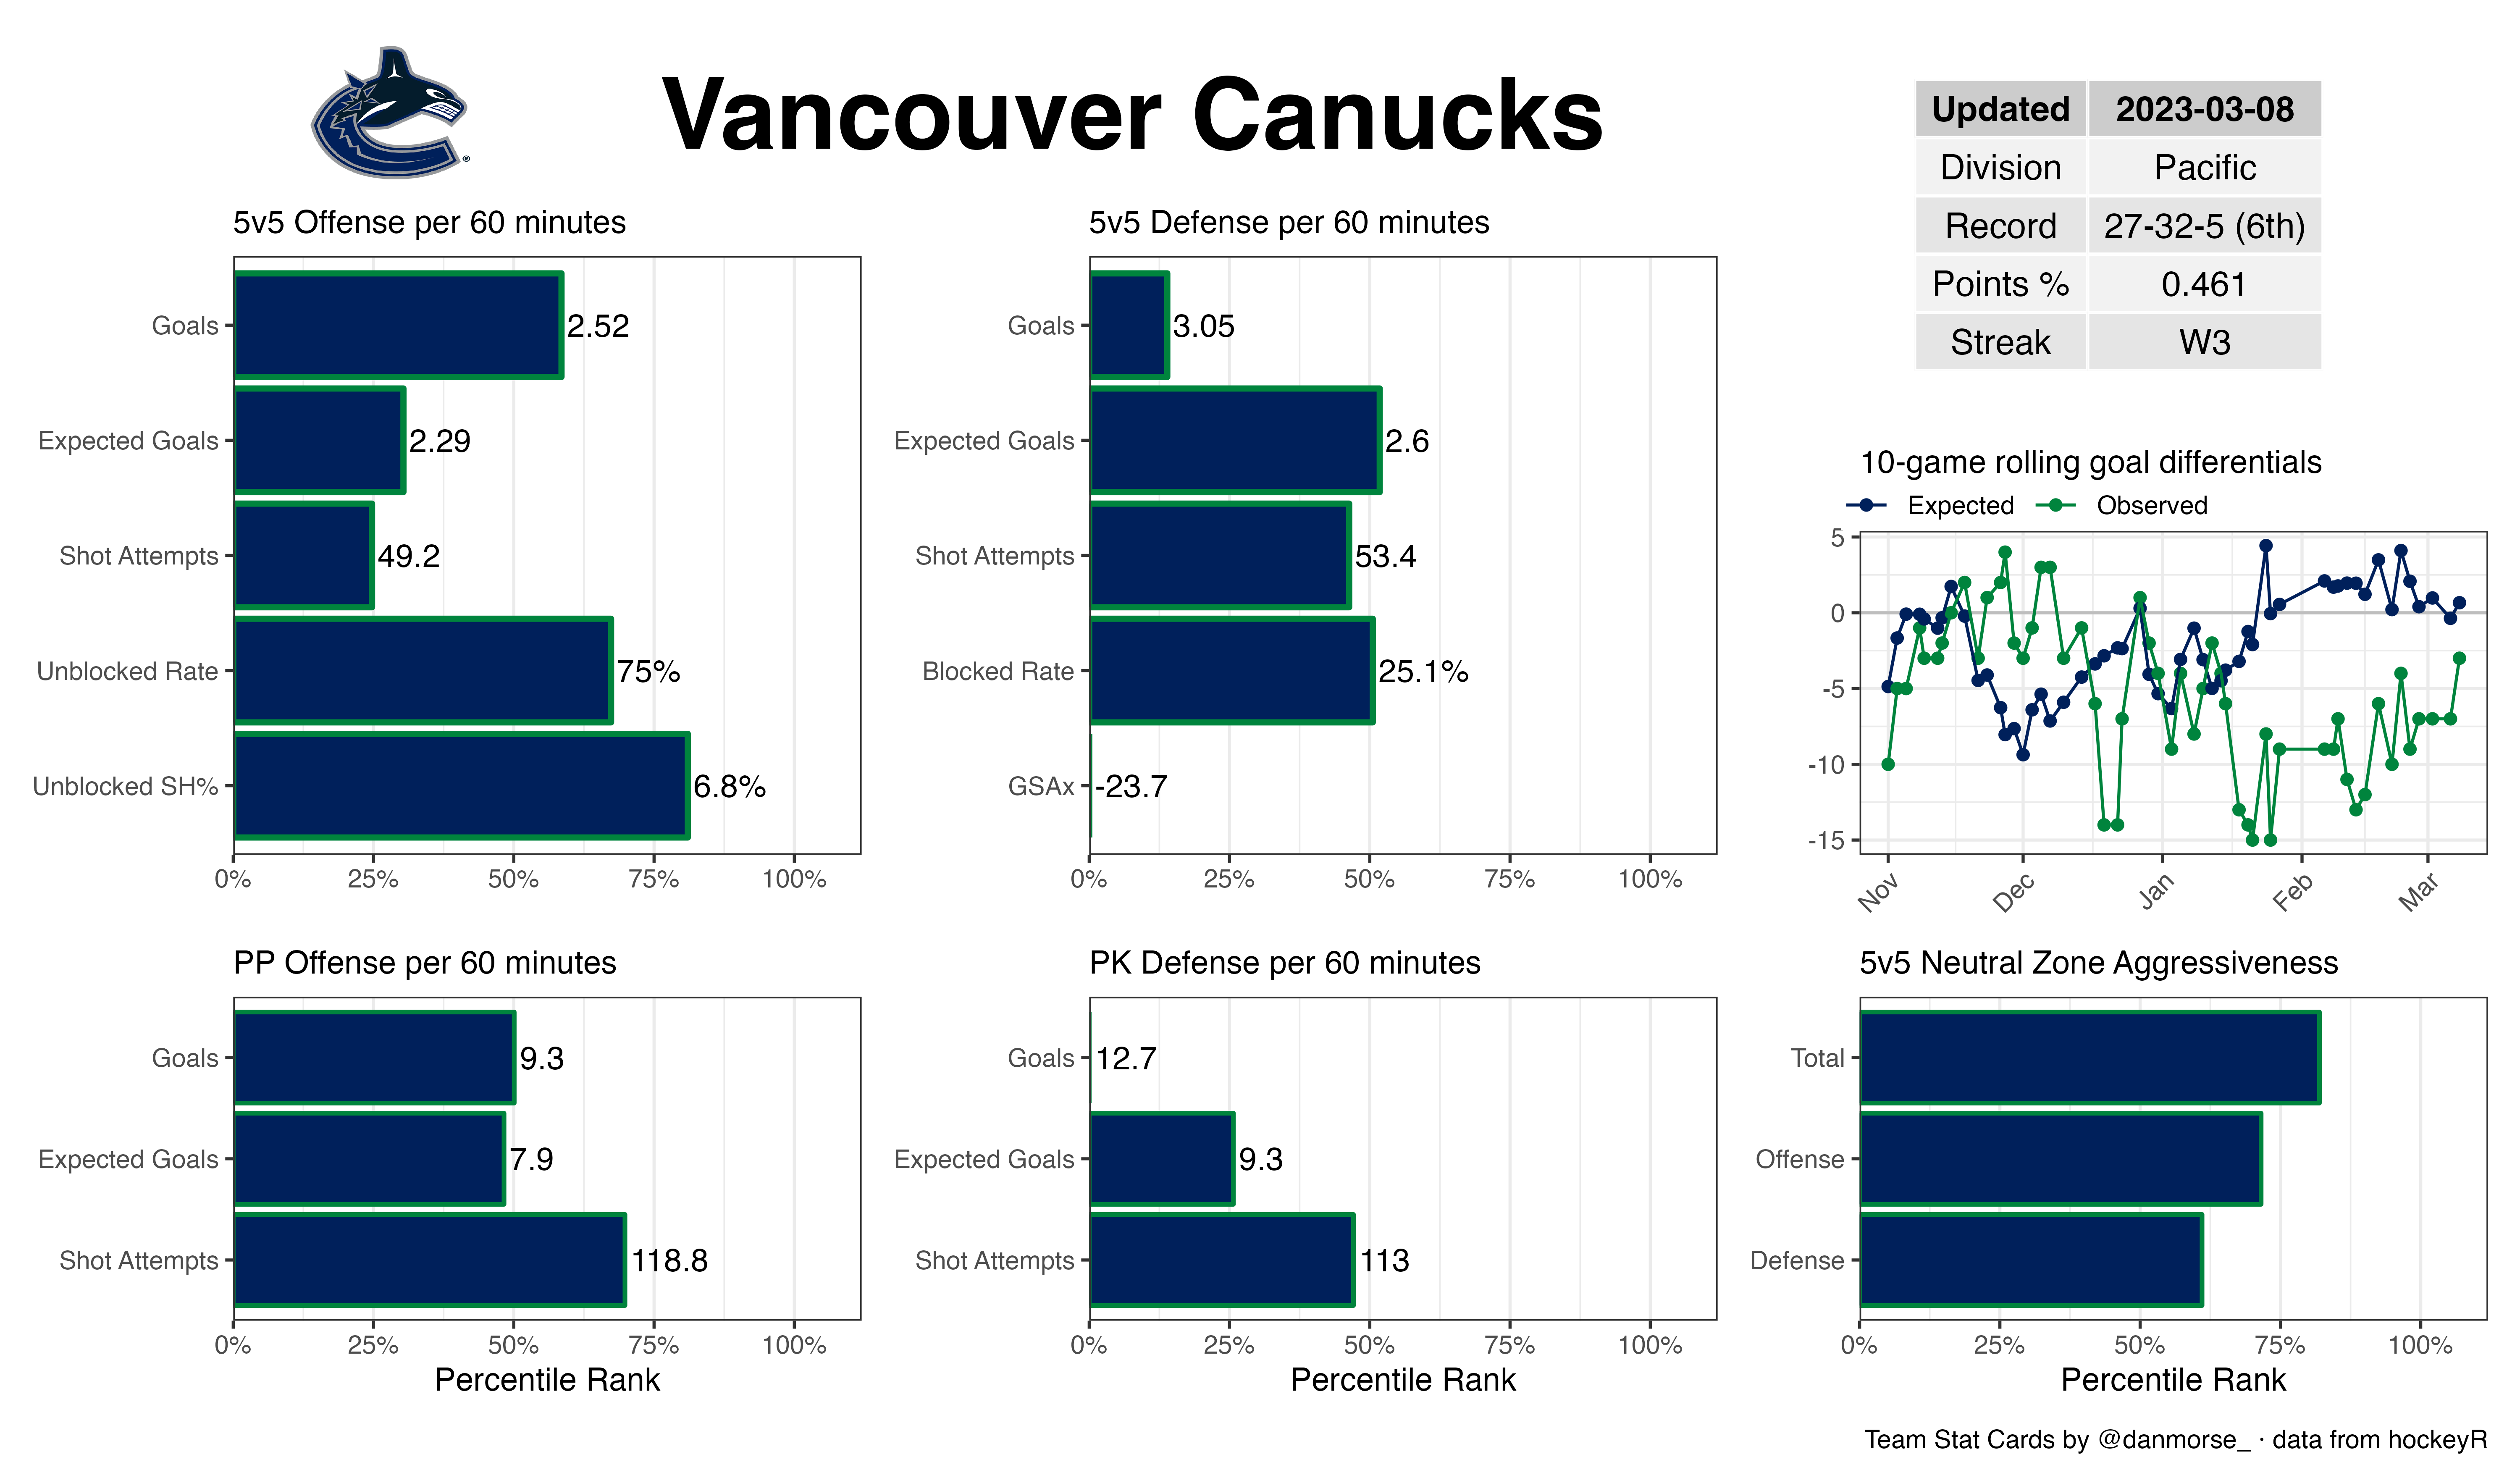 Vancouver Canucks
Updated 2023-03-08
Division Pacific
Record 27-32-5 (6th)
Points % 0.461
Streak W3
5v5 Offense per 60 minutes
Goals 2.52
Expected Goals 2.29
Shot Attempts 49.2
Unblocked Rate 75%
Unblocked SH% 6.8%
0% 25% 50% 75% 100%
5v5 Defense per 60 minutes
Goals 3.05
Expected Goals 2.6
Shot Attempts 53.4
Blocked Rate 25.1%
GSAx -23.7
0% 25% 50% 75% 100%
10-game rolling goal differentials
Expected Observed
5
0
-5
-10
-15
Nov Dec Jan Feb Mar
PP Offense per 60 minutes
Goals 9.3
Expected Goals 7.9
Shot Attempts 118.8
0% 25% 50% 75% 100%
Percentile Rank
PK Defense per 60 minutes
Goals 12.7
Expected Goals 9.3
Shot Attempts 113
0% 25% 50% 75% 100%
Percentile Rank
5v5 Neutral Zone Aggressiveness
Total
Offense
Defense
0% 25% 50% 75% 100%
Percentile Rank
Team Stat Cards by @danmorse_ · data from hockeyR